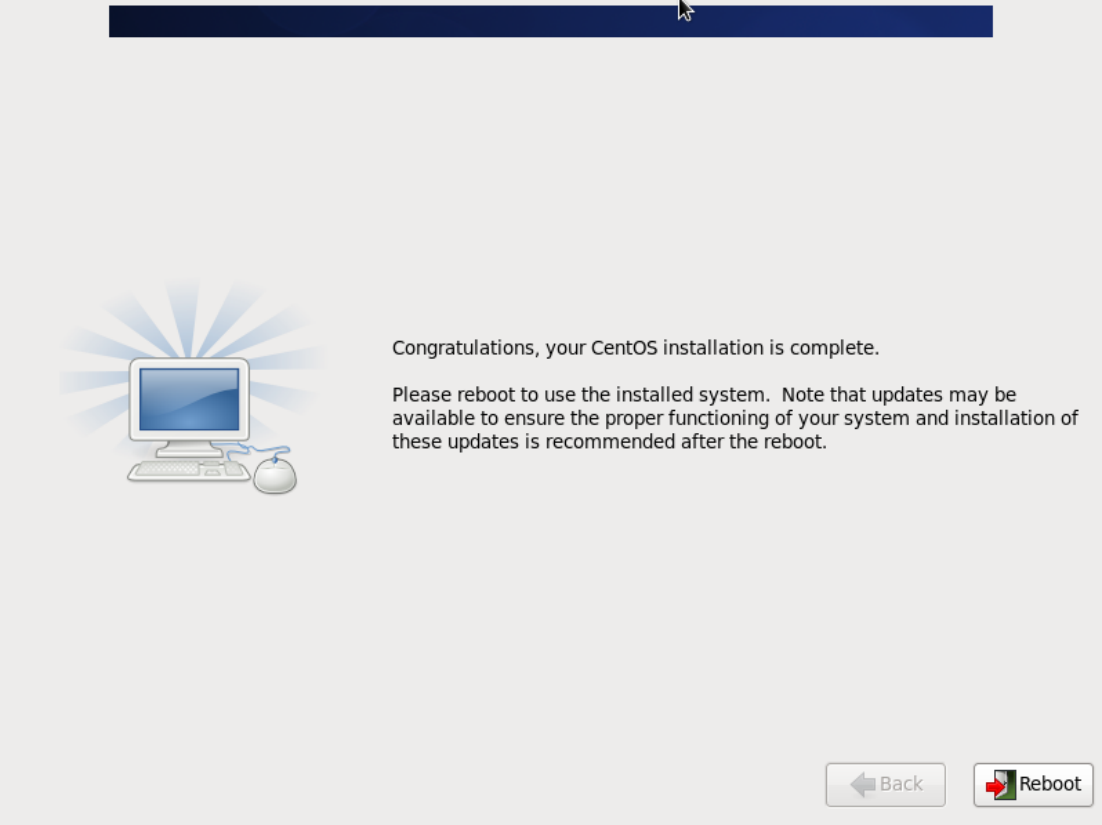 Congratulations, your CentOS installation is complete.
Please reboot to use the installed system.  Note that updates may be
available to ensure the proper functioning of your system and installation of
these updates is recommended after the reboot.
Back
Reboot